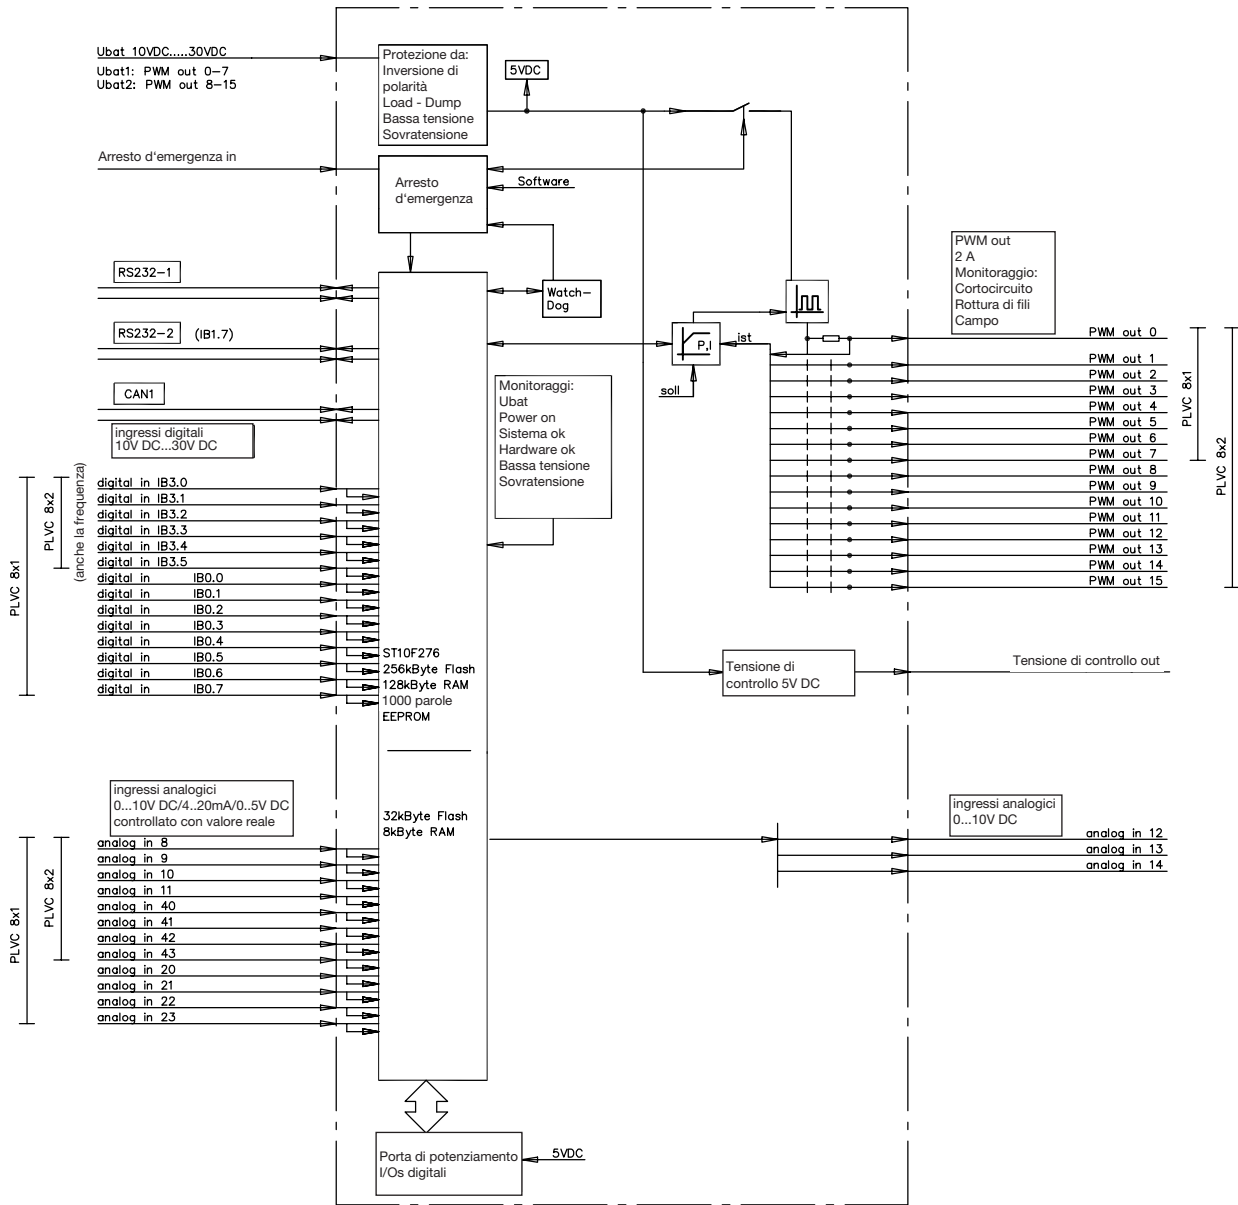 Ubat 10VDC.....30VDC
Ubat1: PWM out 0-7
Ubat2: PWM out 8-15
Protezione da:
Inversione di
polarità
Load - Dump
Bassa tensione
Sovratensione
5VDC
Arresto d'emergenza in
Arresto
d'emergenza
Software
RS232-1
RS232-2 (IB1.7)
CAN1
Watch-
Dog
P,I
ist
soll
PWM out
2 A
Monitoraggio:
Cortocircuito
Rottura di fili
Campo
Monitoraggi:
Ubat
Power on
Sistema ok
Hardware ok
Bassa tensione
Sovratensione
PWM out 0
PWM out 1
PWM out 2
PWM out 3
PWM out 4
PWM out 5
PWM out 6
PWM out 7
PWM out 8
PWM out 9
PWM out 10
PWM out 11
PWM out 12
PWM out 13
PWM out 14
PWM out 15
PLVC 8x1
PLVC 8x2
ingressi digitali
10V DC...30V DC
PLVC 8x1
PLVC 8x2
(anche la frequenza)
digital in IB3.0
digital in IB3.1
digital in IB3.2
digital in IB3.3
digital in IB3.4
digital in IB3.5
digital in IB0.0
digital in IB0.1
digital in IB0.2
digital in IB0.3
digital in IB0.4
digital in IB0.5
digital in IB0.6
digital in IB0.7
ST10F276
256kByte Flash
128kByte RAM
1000 parole
EEPROM
Tensione di
controllo 5V DC
Tensione di controllo out
ingressi analogici
0...10V DC/4..20mA/0..5V DC
controllato con valore reale
32kByte Flash
8kByte RAM
PLVC 8x1
PLVC 8x2
analog in 8
analog in 9
analog in 10
analog in 11
analog in 40
analog in 41
analog in 42
analog in 43
analog in 20
analog in 21
analog in 22
analog in 23
ingressi analogici
0...10V DC
analog in 12
analog in 13
analog in 14
Porta di potenziamento
I/Os digitali
5VDC